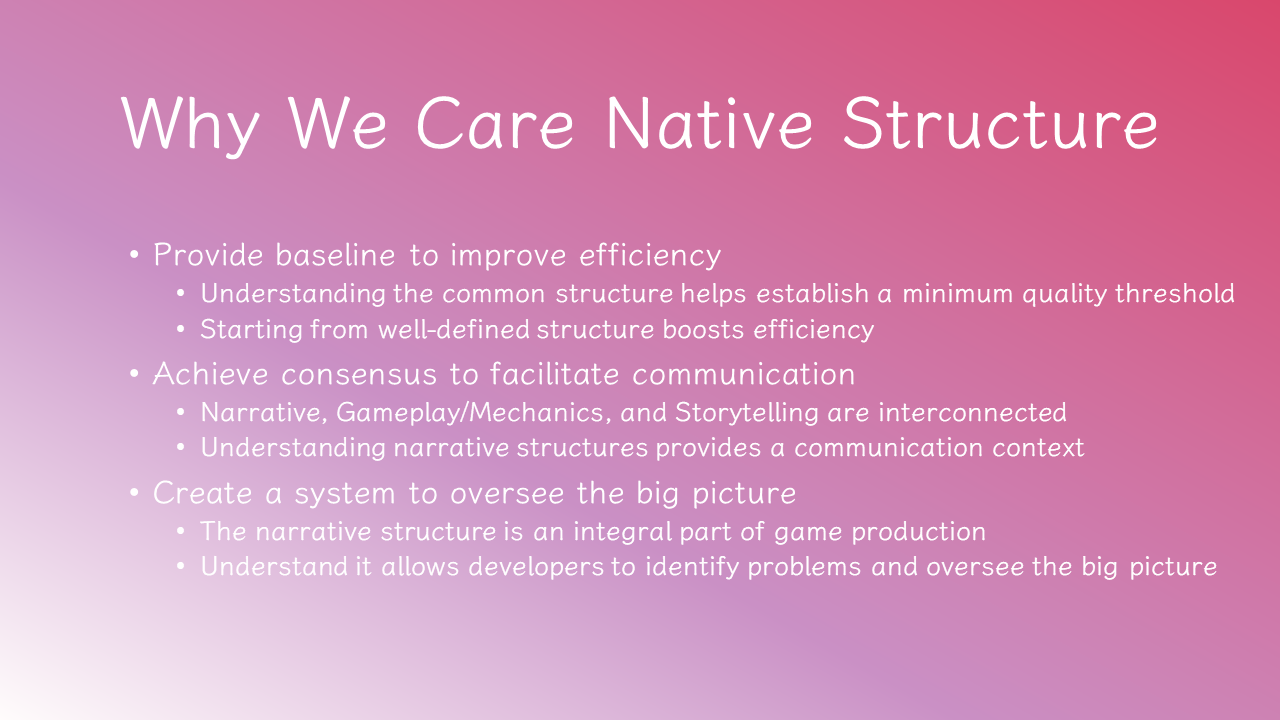 Why We Care Native Structure
• Provide baseline to improve efficiency
• Understanding the common structure helps establish a minimum quality threshold
• Starting from well-defined structure boosts efficiency
• Achieve consensus to facilitate communication
• Narrative, Gameplay/Mechanics, and Storytelling are interconnected
• Understanding narrative structures provides a communication context
• Create a system to oversee the big picture
• The narrative structure is an integral part of game production
• Understand it allows developers to identify problems and oversee the big picture